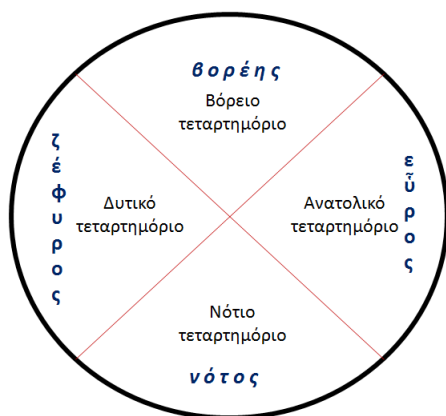 βορέης
Βόρειο
τεταρτημόριο
ζέφυρος
Δυτικό
τεταρτημόριο
Ανατολικό
τεταρτημόριο
εὖρος
Νότιο
τεταρτημόριο
νότος